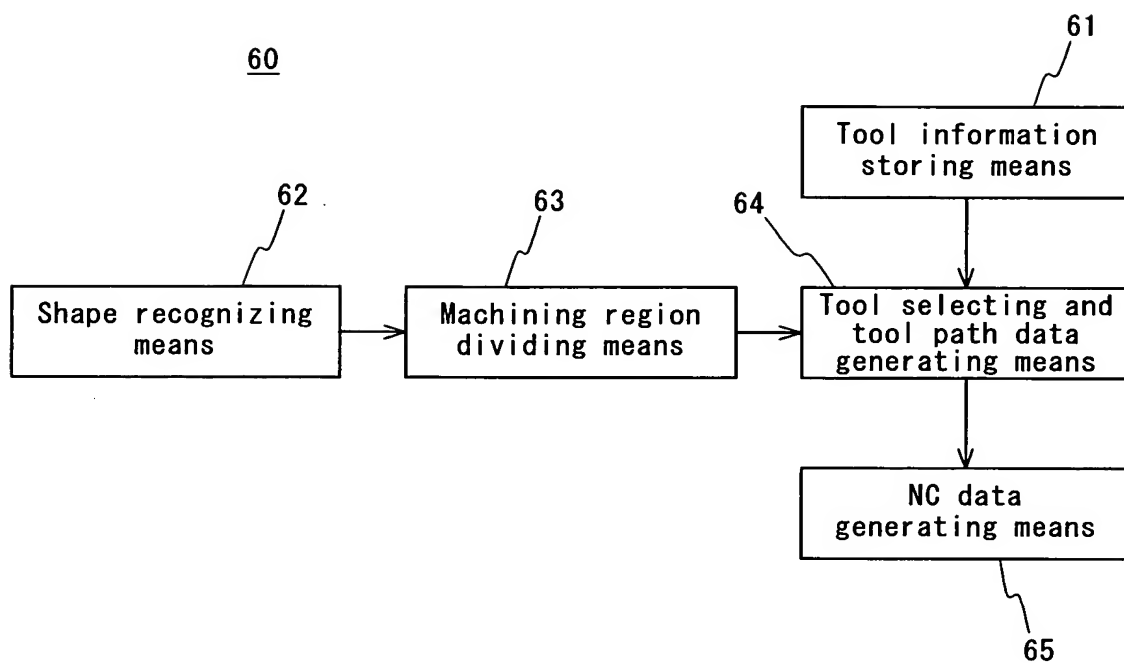 60
61
Tool information
storing means
62
63
64
Shape recognizing
means
Machining region
dividing means
Tool selecting and
tool path data
generating means
NC data
generating means
65